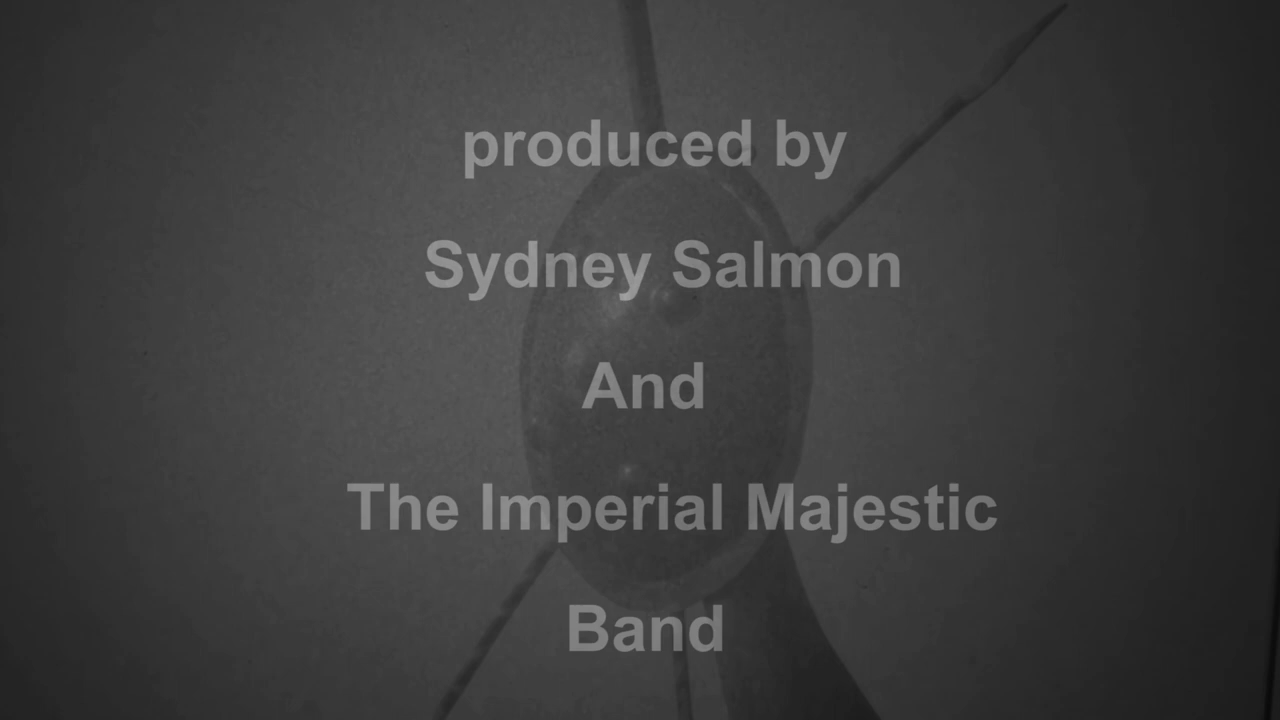 produced by
Sydney Salmon
And
The Imperial Majestic
Band